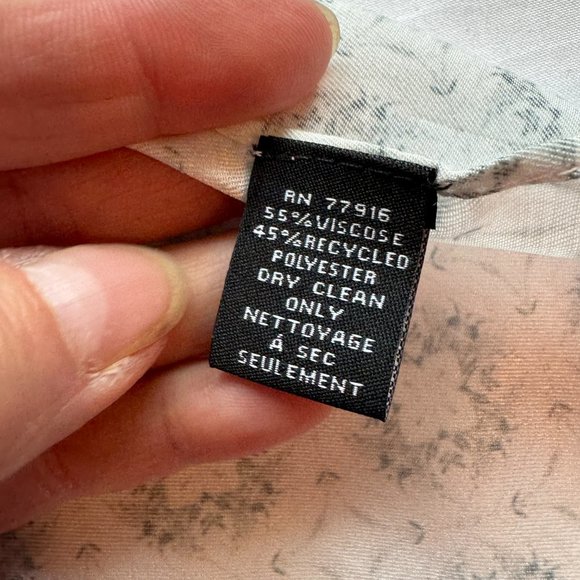 RN 77916
55% VISCOSE
45% RECYCLED
POLYESTER
DRY CLEAN
ONLY
NETTOYAGE
Á SEC
SEULEMENT